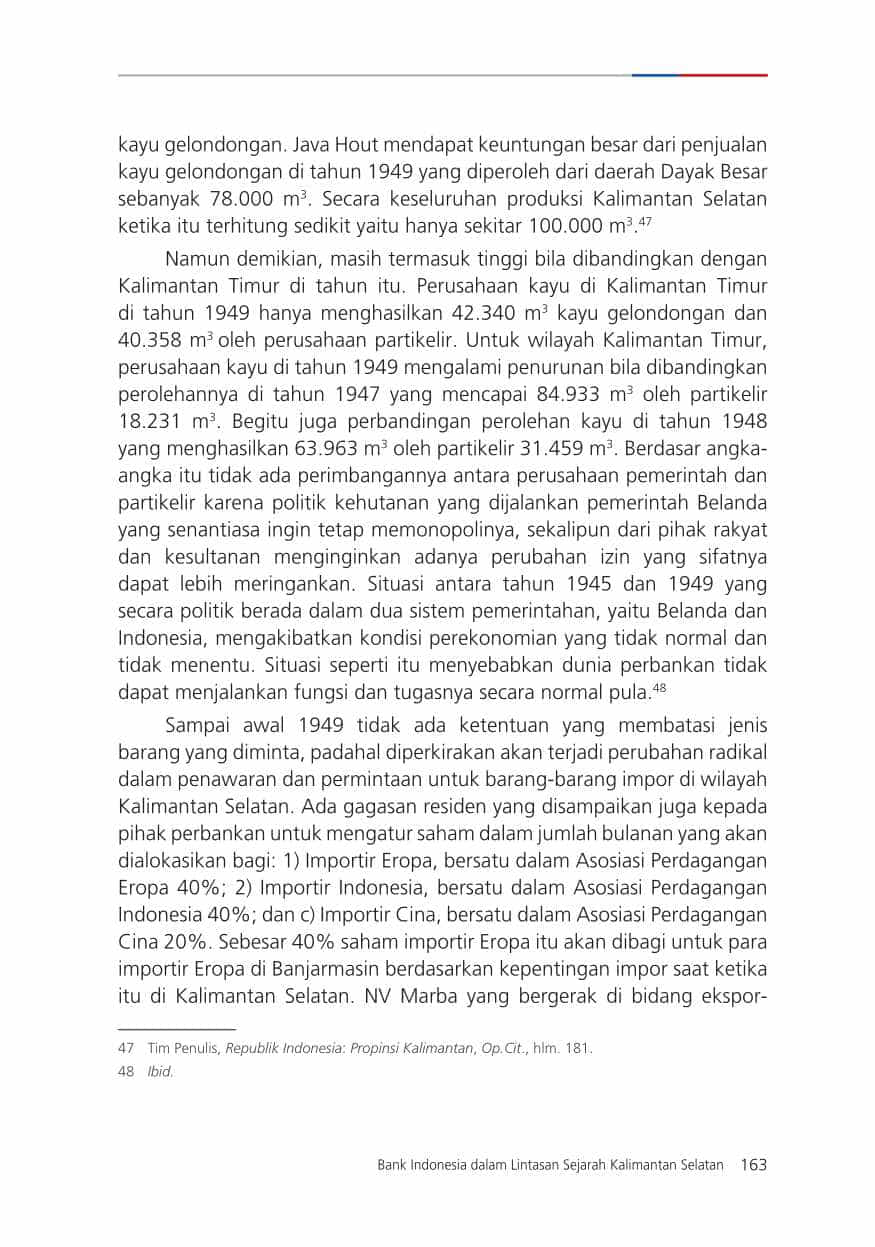 kayu gelondongan. Java Hout mendapat keuntungan besar dari penjualan
kayu gelondongan di tahun 1949 yang diperoleh dari daerah Dayak Besar
sebanyak 78.000 m³. Secara keseluruhan produksi Kalimantan Selatan
ketika itu terhitung sedikit yaitu hanya sekitar 100.000 m³.⁴⁷
Namun demikian, masih termasuk tinggi bila dibandingkan dengan
Kalimantan Timur di tahun itu. Perusahaan kayu di Kalimantan Timur
di tahun 1949 hanya menghasilkan 42.340 m³ kayu gelondongan dan
40.358 m³ oleh perusahaan partikelir. Untuk wilayah Kalimantan Timur,
perusahaan kayu di tahun 1949 mengalami penurunan bila dibandingkan
perolehannya di tahun 1947 yang mencapai 84.933 m³ oleh partikelir
18.231 m³. Begitu juga perbandingan perolehan kayu di tahun 1948
yang menghasilkan 63.963 m³ oleh partikelir 31.459 m³. Berdasar angka-
angka itu tidak ada perimbangannya antara perusahaan pemerintah dan
partikelir karena politik kehutanan yang dijalankan pemerintah Belanda
yang senantiasa ingin tetap memonopolinya, sekalipun dari pihak rakyat
dan kesultanan menginginkan adanya perubahan izin yang sifatnya
dapat lebih meringankan. Situasi antara tahun 1945 dan 1949 yang
secara politik berada dalam dua sistem pemerintahan, yaitu Belanda dan
Indonesia, mengakibatkan kondisi perekonomian yang tidak normal dan
tidak menentu. Situasi seperti itu menyebabkan dunia perbankan tidak
dapat menjalankan fungsi dan tugasnya secara normal pula.⁴⁸
Sampai awal 1949 tidak ada ketentuan yang membatasi jenis
barang yang diminta, padahal diperkirakan akan terjadi perubahan radikal
dalam penawaran dan permintaan untuk barang-barang impor di wilayah
Kalimantan Selatan. Ada gagasan residen yang disampaikan juga kepada
pihak perbankan untuk mengatur saham dalam jumlah bulanan yang akan
dialokasikan bagi: 1) Importir Eropa, bersatu dalam Asosiasi Perdagangan
Eropa 40%; 2) Importir Indonesia, bersatu dalam Asosiasi Perdagangan
Indonesia 40%; dan c) Importir Cina, bersatu dalam Asosiasi Perdagangan
Cina 20%. Sebesar 40% saham importir Eropa itu akan dibagi untuk para
importir Eropa di Banjarmasin berdasarkan kepentingan impor saat ketika
itu di Kalimantan Selatan. NV Marba yang bergerak di bidang ekspor-
47 Tim Penulis, Republik Indonesia: Propinsi Kalimantan, Op.Cit., hlm. 181.
48 Ibid.
Bank Indonesia dalam Lintasan Sejarah Kalimantan Selatan 163